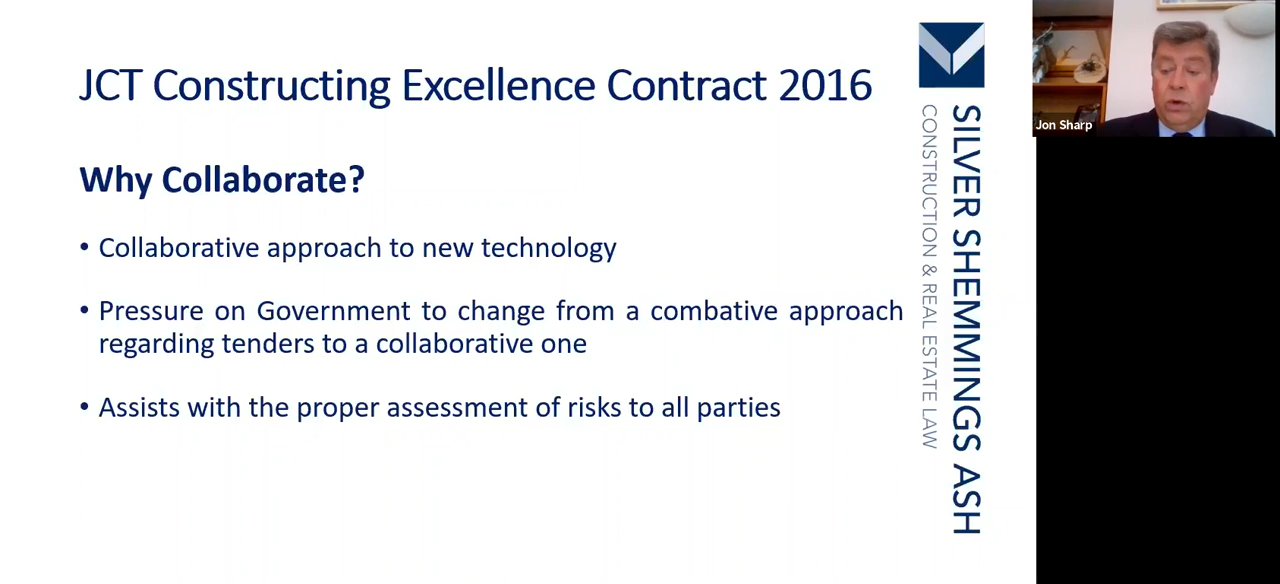 JCT Constructing Excellence Contract 2016
Why Collaborate?
• Collaborative approach to new technology
• Pressure on Government to change from a combative approach
regarding tenders to a collaborative one
• Assists with the proper assessment of risks to all parties
SILVER SHEMMINGS ASH
CONSTRUCTION & REAL ESTATE LAW
Jon Sharp